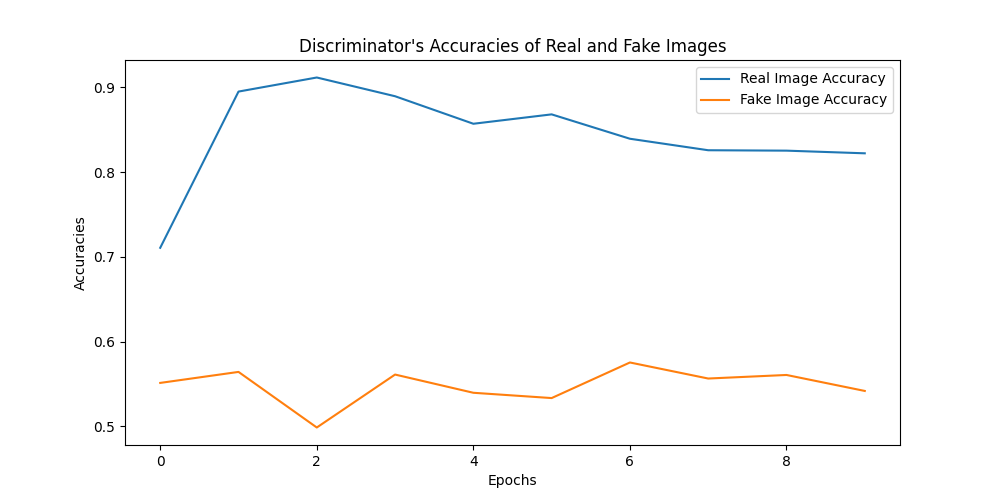 Discriminator's Accuracies of Real and Fake Images
Real Image Accuracy
Fake Image Accuracy
Accuracies
0.9
0.8
0.7
0.6
0.5
0 2 4 6 8
Epochs